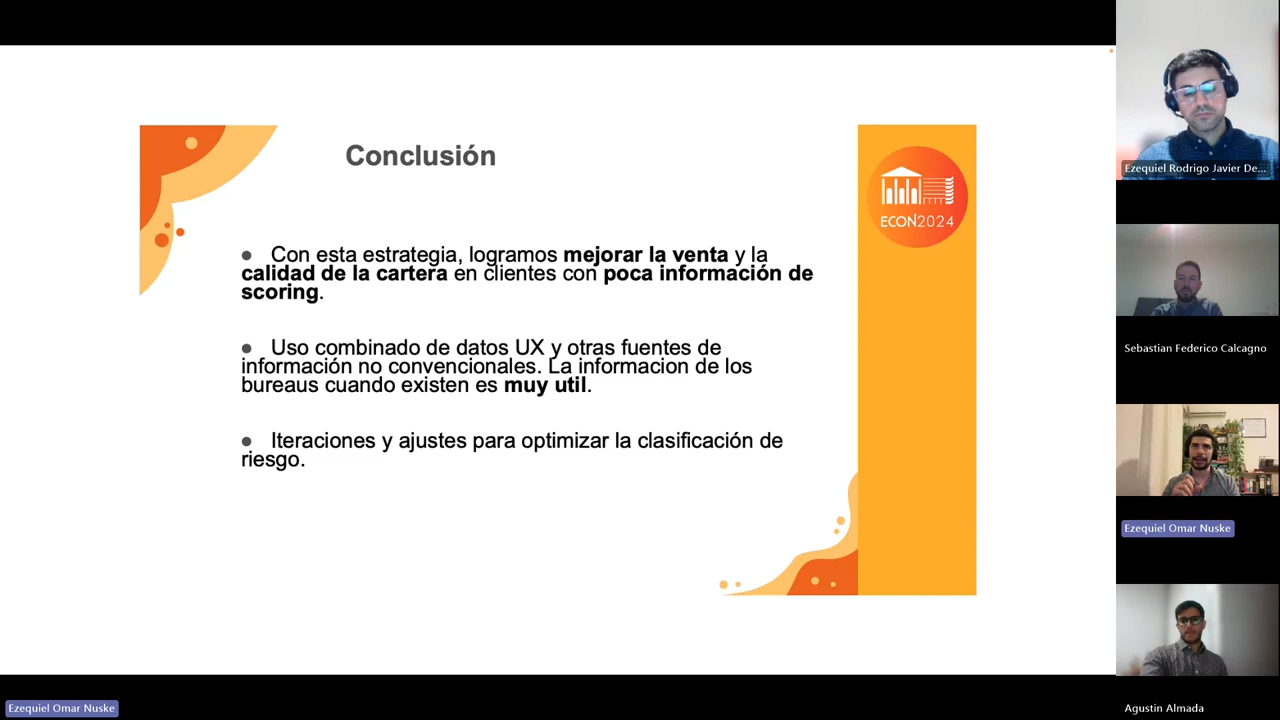 Conclusión
ECON2024
● Con esta estrategia, logramos mejorar la venta y la
calidad de la cartera en clientes con poca información de
scoring.
● Uso combinado de datos UX y otras fuentes de
información no convencionales. La informacion de los
bureaus cuando existen es muy util.
● Iteraciones y ajustes para optimizar la clasificación de
riesgo.
Ezequiel Rodrigo Javier De...
Sebastian Federico Calcagno
Ezequiel Omar Nuske
Agustin Almada
Ezequiel Omar Nuske